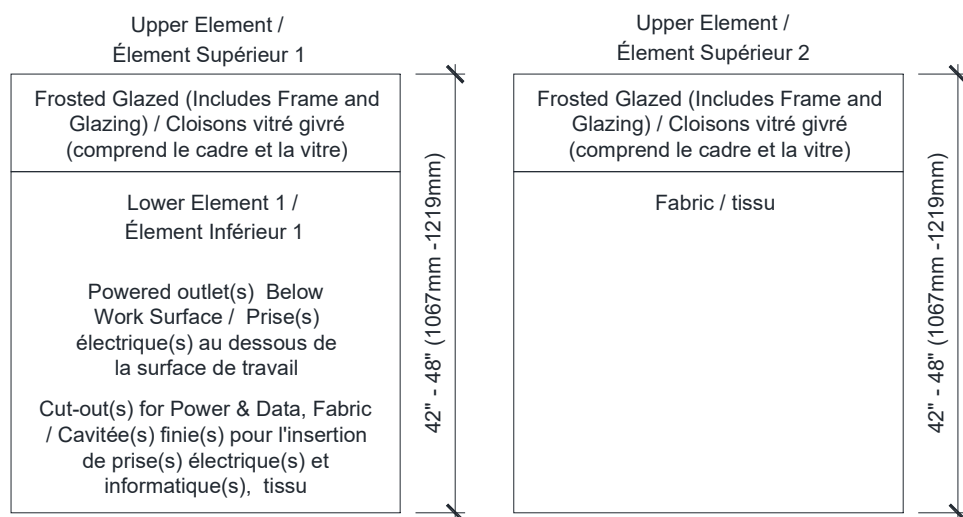 Upper Element /
Élement Supérieur 1
Frosted Glazed (Includes Frame and
Glazing) / Cloisons vitré givré
(comprend le cadre et la vitre)
Lower Element 1 /
Élement Inférieur 1
Powered outlet(s) Below
Work Surface / Prise(s)
électrique(s) au dessous de
la surface de travail
Cut-out(s) for Power & Data, Fabric
/ Cavitée(s) finie(s) pour l'insertion
de prise(s) électrique(s) et
informatique(s), tissu
42" - 48" (1067mm -1219mm)
Upper Element /
Élement Supérieur 2
Frosted Glazed (Includes Frame and
Glazing) / Cloisons vitré givré
(comprend le cadre et la vitre)
Fabric / tissu
42" - 48" (1067mm -1219mm)